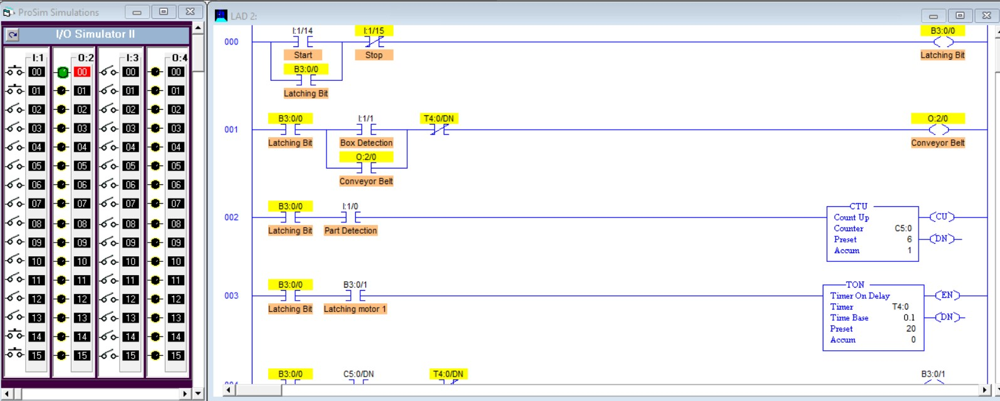 ProSim Simulations
I/O Simulator II
I:1 O:2 I:3 O:4
00 00 00 00
01 01 01 01
02 02 02 02
03 03 03 03
04 04 04 04
05 05 05 05
06 06 06 06
07 07 07 07
08 08 08 08
09 09 09 09
10 10 10 10
11 11 11 11
12 12 12 12
13 13 13 13
14 14 14 14
15 15 15 15
LAD 2:
I:1/14 I:1/15 B3:0/0
000
Start Stop Latching Bit
B3:0/0
Latching Bit
B3:0/0 I:1/1 T4:0/DN O:2/0
001
Latching Bit Box Detection Conveyor Belt
O:2/0
Conveyor Belt
B3:0/0 I:1/0 CTU
002 Count Up CU
Latching Bit Part Detection Counter C5:0
Preset 6 DN
Accum 1
B3:0/0 B3:0/1 TON
003 Timer On Delay EN
Latching Bit Latching motor 1 Timer T4:0
Time Base 0.1 DN
Preset 20
Accum 0
B3:0/0 C5:0/DN T4:0/DN B3:0/1